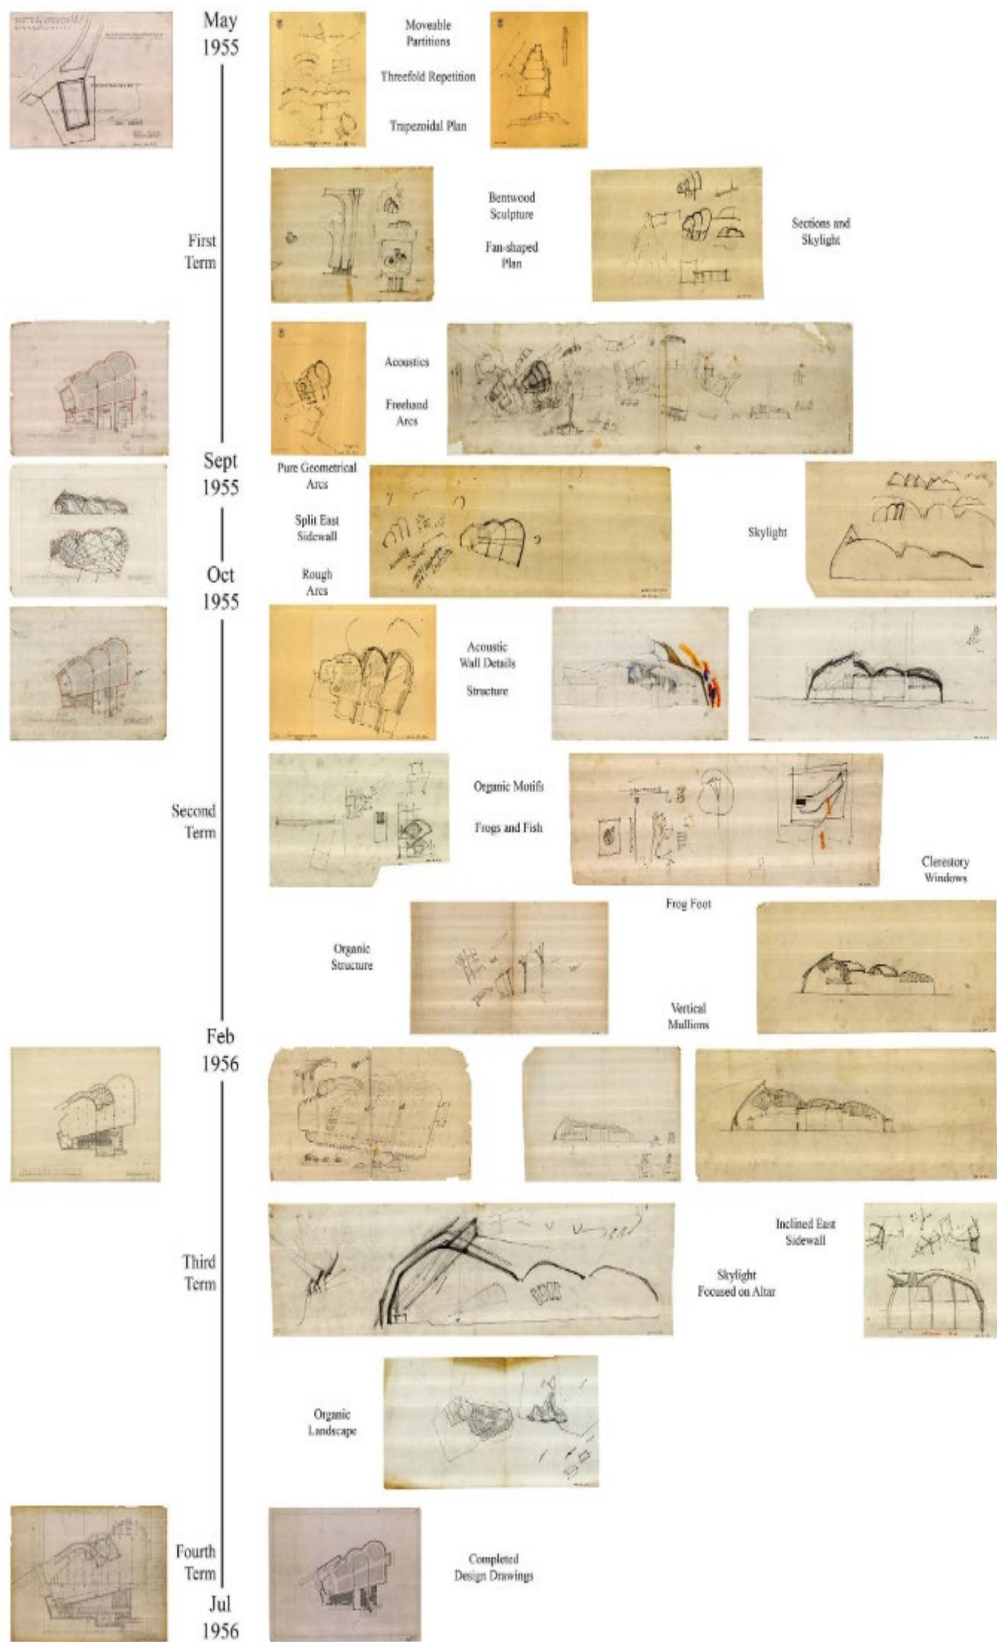 May
1955
Moveable
Partitions
Threefold Repetition
Trapezoidal Plan
First
Term
Bentwood
Sculpture
Fan-shaped
Plan
Sections and
Skylight
Acoustics
Freehand
Arcs
Sept
1955
Pure Geometrical
Arcs
Split East
Sidewall
Skylight
Oct
1955
Rough
Arcs
Acoustic
Wall Details
Structure
Second
Term
Organic Motifs
Frogs and Fish
Clerestory
Windows
Frog Foot
Organic
Structure
Vertical
Mullions
Feb
1956
Third
Term
Inclined East
Sidewall
Skylight
Focused on Altar
Organic
Landscape
Fourth
Term
Completed
Design Drawings
Jul
1956